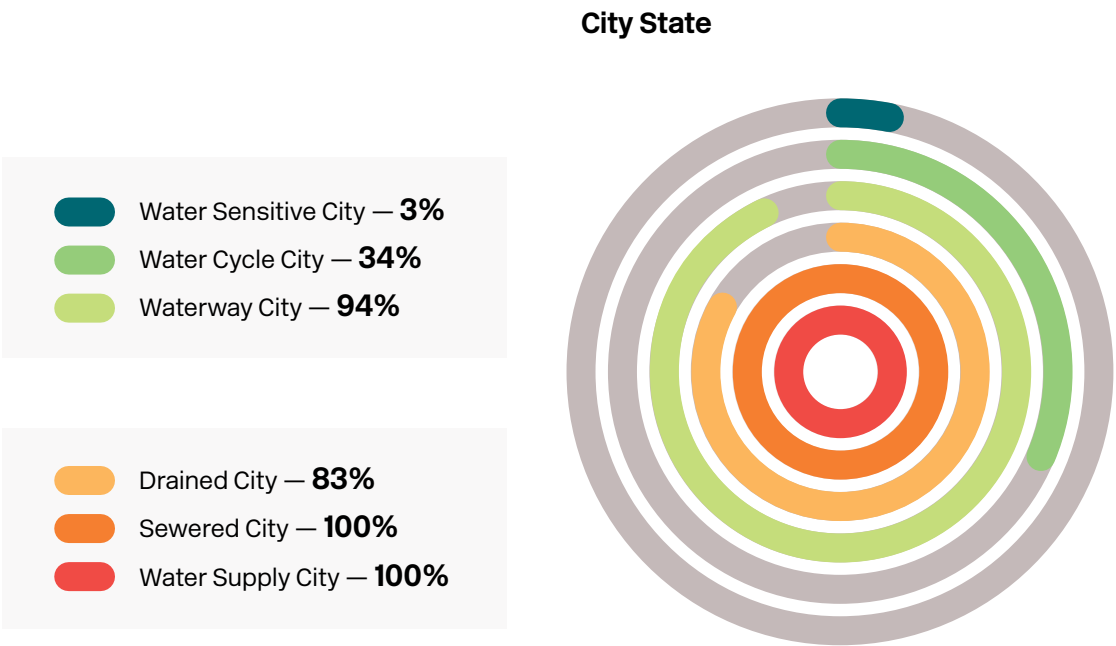 City State
Water Sensitive City — 3%
Water Cycle City — 34%
Waterway City — 94%
Drained City — 83%
Sewered City — 100%
Water Supply City — 100%